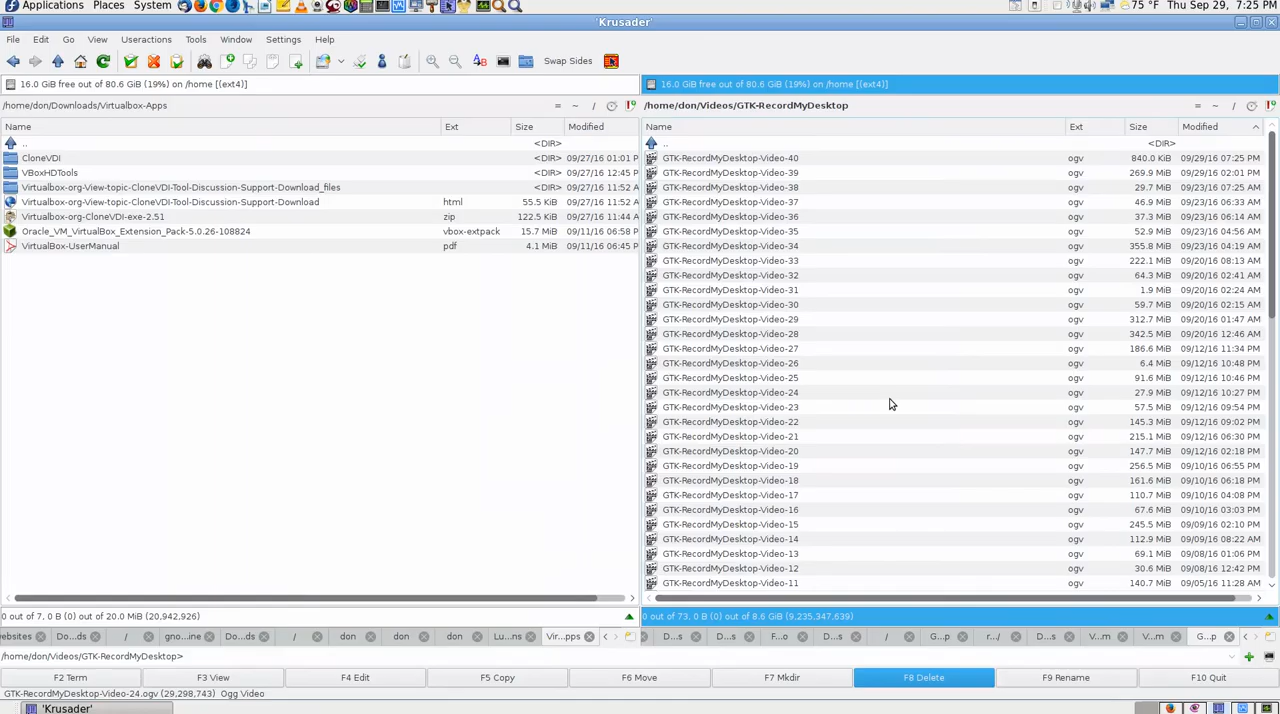 Applications Places System 75 °F Thu Sep 29, 7:25 PM
'Krusader'
File Edit Go View Useractions Tools Window Settings Help
Swap Sides
16.0 GiB free out of 80.6 GiB (19%) on /home [(ext4)] 16.0 GiB free out of 80.6 GiB (19%) on /home [(ext4)]
/home/don/Downloads/Virtualbox-Apps = ~ / /home/don/Videos/GTK-RecordMyDesktop = ~ /
Name Ext Size Modified Name Ext Size Modified
.. <DIR> .. <DIR>
CloneVDI <DIR> 09/27/16 01:01 P GTK-RecordMyDesktop-Video-40 ogv 840.0 KiB 09/29/16 07:25 PM
VBoxHDTools <DIR> 09/27/16 12:45 P GTK-RecordMyDesktop-Video-39 ogv 269.9 MiB 09/29/16 02:01 PM
Virtualbox-org-View-topic-CloneVDI-Tool-Discussion-Support-Download_files <DIR> 09/27/16 11:52 A GTK-RecordMyDesktop-Video-38 ogv 29.7 MiB 09/23/16 07:25 AM
Virtualbox-org-View-topic-CloneVDI-Tool-Discussion-Support-Download html 55.5 KiB 09/27/16 11:52 A GTK-RecordMyDesktop-Video-37 ogv 46.9 MiB 09/23/16 06:33 AM
Virtualbox-org-CloneVDI-exe-2.51 zip 122.5 KiB 09/27/16 11:44 A GTK-RecordMyDesktop-Video-36 ogv 37.3 MiB 09/23/16 06:14 AM
Oracle_VM_VirtualBox_Extension_Pack-5.0.26-108824 vbox-extpack 15.7 MiB 09/11/16 06:58 P GTK-RecordMyDesktop-Video-35 ogv 52.9 MiB 09/23/16 04:56 AM
VirtualBox-UserManual pdf 4.1 MiB 09/11/16 06:45 P GTK-RecordMyDesktop-Video-34 ogv 355.8 MiB 09/23/16 04:19 AM
GTK-RecordMyDesktop-Video-33 ogv 222.1 MiB 09/20/16 08:13 AM
GTK-RecordMyDesktop-Video-32 ogv 64.3 MiB 09/20/16 02:41 AM
GTK-RecordMyDesktop-Video-31 ogv 1.9 MiB 09/20/16 02:24 AM
GTK-RecordMyDesktop-Video-30 ogv 59.7 MiB 09/20/16 02:15 AM
GTK-RecordMyDesktop-Video-29 ogv 312.7 MiB 09/20/16 01:47 AM
GTK-RecordMyDesktop-Video-28 ogv 342.5 MiB 09/20/16 12:46 AM
GTK-RecordMyDesktop-Video-27 ogv 186.6 MiB 09/12/16 11:34 PM
GTK-RecordMyDesktop-Video-26 ogv 6.4 MiB 09/12/16 10:48 PM
GTK-RecordMyDesktop-Video-25 ogv 91.6 MiB 09/12/16 10:46 PM
GTK-RecordMyDesktop-Video-24 ogv 27.9 MiB 09/12/16 10:27 PM
GTK-RecordMyDesktop-Video-23 ogv 57.5 MiB 09/12/16 09:54 PM
GTK-RecordMyDesktop-Video-22 ogv 145.3 MiB 09/12/16 09:02 PM
GTK-RecordMyDesktop-Video-21 ogv 215.1 MiB 09/12/16 06:30 PM
GTK-RecordMyDesktop-Video-20 ogv 147.7 MiB 09/12/16 02:18 PM
GTK-RecordMyDesktop-Video-19 ogv 256.5 MiB 09/10/16 06:55 PM
GTK-RecordMyDesktop-Video-18 ogv 161.6 MiB 09/10/16 06:18 PM
GTK-RecordMyDesktop-Video-17 ogv 110.7 MiB 09/10/16 04:08 PM
GTK-RecordMyDesktop-Video-16 ogv 67.6 MiB 09/10/16 03:03 PM
GTK-RecordMyDesktop-Video-15 ogv 245.5 MiB 09/09/16 02:10 PM
GTK-RecordMyDesktop-Video-14 ogv 112.9 MiB 09/09/16 08:22 AM
GTK-RecordMyDesktop-Video-13 ogv 69.1 MiB 09/08/16 01:06 PM
GTK-RecordMyDesktop-Video-12 ogv 30.6 MiB 09/08/16 12:42 PM
GTK-RecordMyDesktop-Video-11 ogv 140.7 MiB 09/05/16 11:28 AM
0 out of 7, 0 B (0) out of 20.0 MiB (20,942,926) 0 out of 73, 0 B (0) out of 8.6 GiB (9,235,347,639)
ebsites Do...ds / gno...ine Do...ds / don don don Lu...ns Vir...pps D...s D...s F...o D...s / G...p r.../ D...s V...m V...m G...p
/home/don/Videos/GTK-RecordMyDesktop>
F2 Term F3 View F4 Edit F5 Copy F6 Move F7 Mkdir F8 Delete F9 Rename F10 Quit
GTK-RecordMyDesktop-Video-24.ogv (29,298,743) Ogg Video
'Krusader'